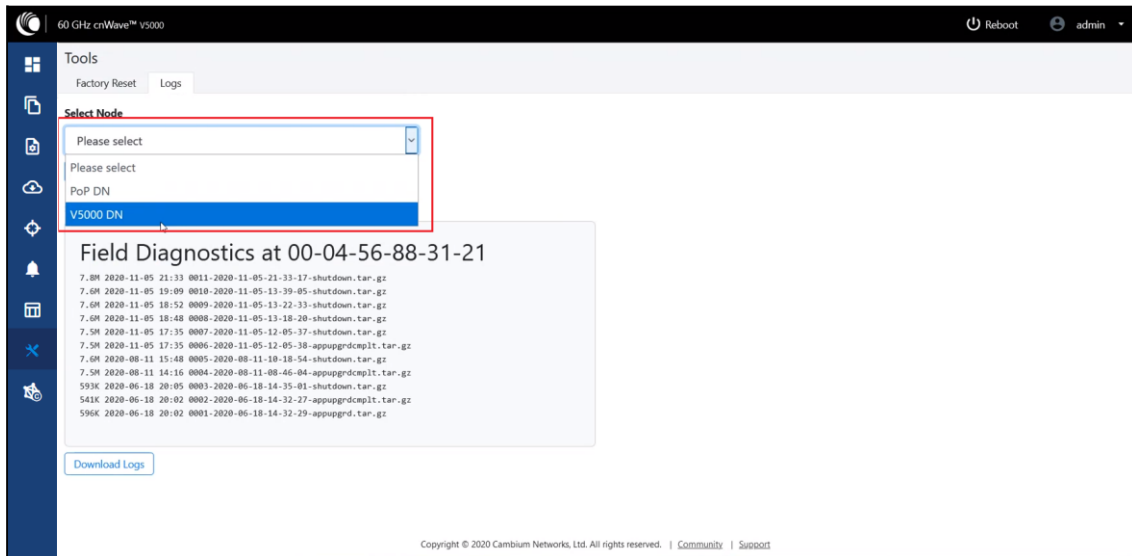 60 GHz cnWave™ V5000
Reboot
admin
Tools
Factory Reset
Logs
Select Node
Please select
Please select
PoP DN
V5000 DN
Field Diagnostics at 00-04-56-88-31-21
7.8M 2020-11-05 21:33 0011-2020-11-05-21-33-17-shutdown.tar.gz
7.6M 2020-11-05 19:09 0010-2020-11-05-13-39-05-shutdown.tar.gz
7.6M 2020-11-05 18:52 0009-2020-11-05-13-22-33-shutdown.tar.gz
7.6M 2020-11-05 18:48 0008-2020-11-05-13-18-20-shutdown.tar.gz
7.5M 2020-11-05 17:35 0007-2020-11-05-12-05-37-shutdown.tar.gz
7.5M 2020-11-05 17:35 0006-2020-11-05-12-05-38-appupgrdcmplt.tar.gz
7.6M 2020-08-11 15:48 0005-2020-08-11-10-18-54-shutdown.tar.gz
7.5M 2020-08-11 14:16 0004-2020-08-11-08-46-04-appupgrdcmplt.tar.gz
593K 2020-06-18 20:05 0003-2020-06-18-14-35-01-shutdown.tar.gz
541K 2020-06-18 20:02 0002-2020-06-18-14-32-27-appupgrdcmplt.tar.gz
596K 2020-06-18 20:02 0001-2020-06-18-14-32-29-appupgrd.tar.gz
Download Logs
Copyright © 2020 Cambium Networks, Ltd. All rights reserved. | Community | Support